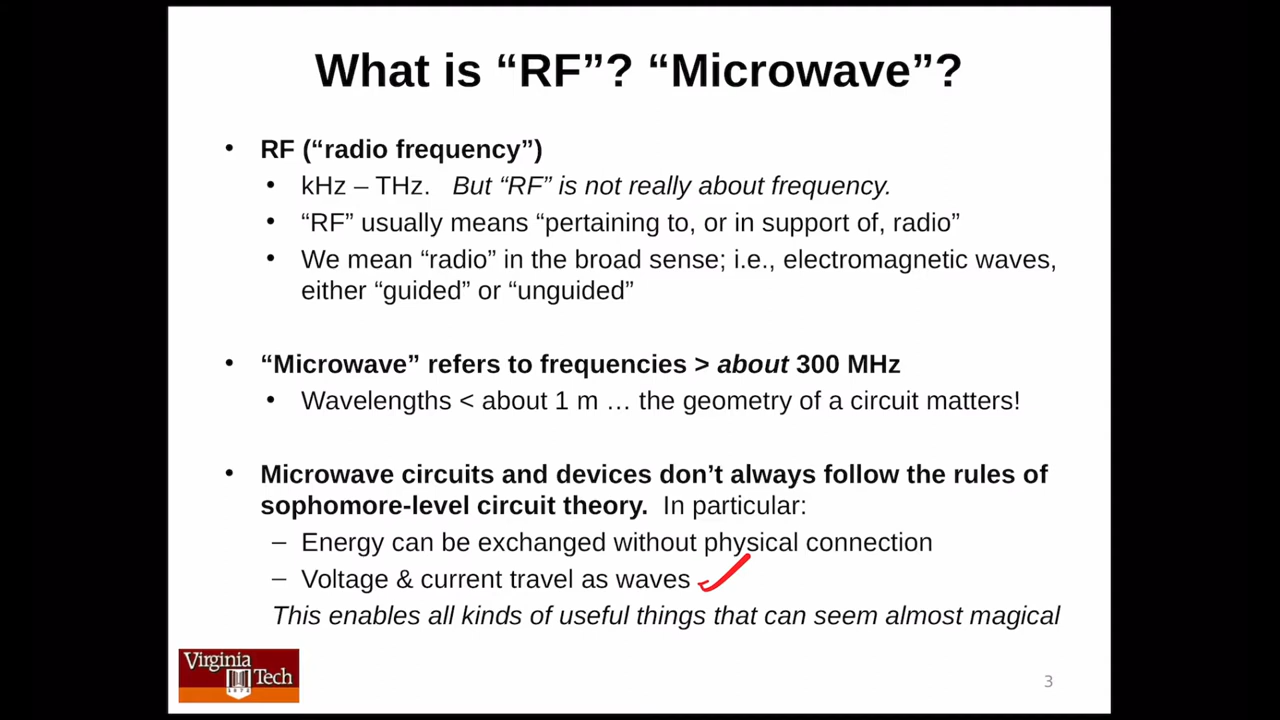 What is “RF”? “Microwave”?
• RF (“radio frequency”)
• kHz – THz. But “RF” is not really about frequency.
• “RF” usually means “pertaining to, or in support of, radio”
• We mean “radio” in the broad sense; i.e., electromagnetic waves,
either “guided” or “unguided”
• “Microwave” refers to frequencies > about 300 MHz
• Wavelengths < about 1 m … the geometry of a circuit matters!
• Microwave circuits and devices don’t always follow the rules of
sophomore-level circuit theory. In particular:
– Energy can be exchanged without physical connection
– Voltage & current travel as waves
This enables all kinds of useful things that can seem almost magical
Virginia
Tech
1872
3